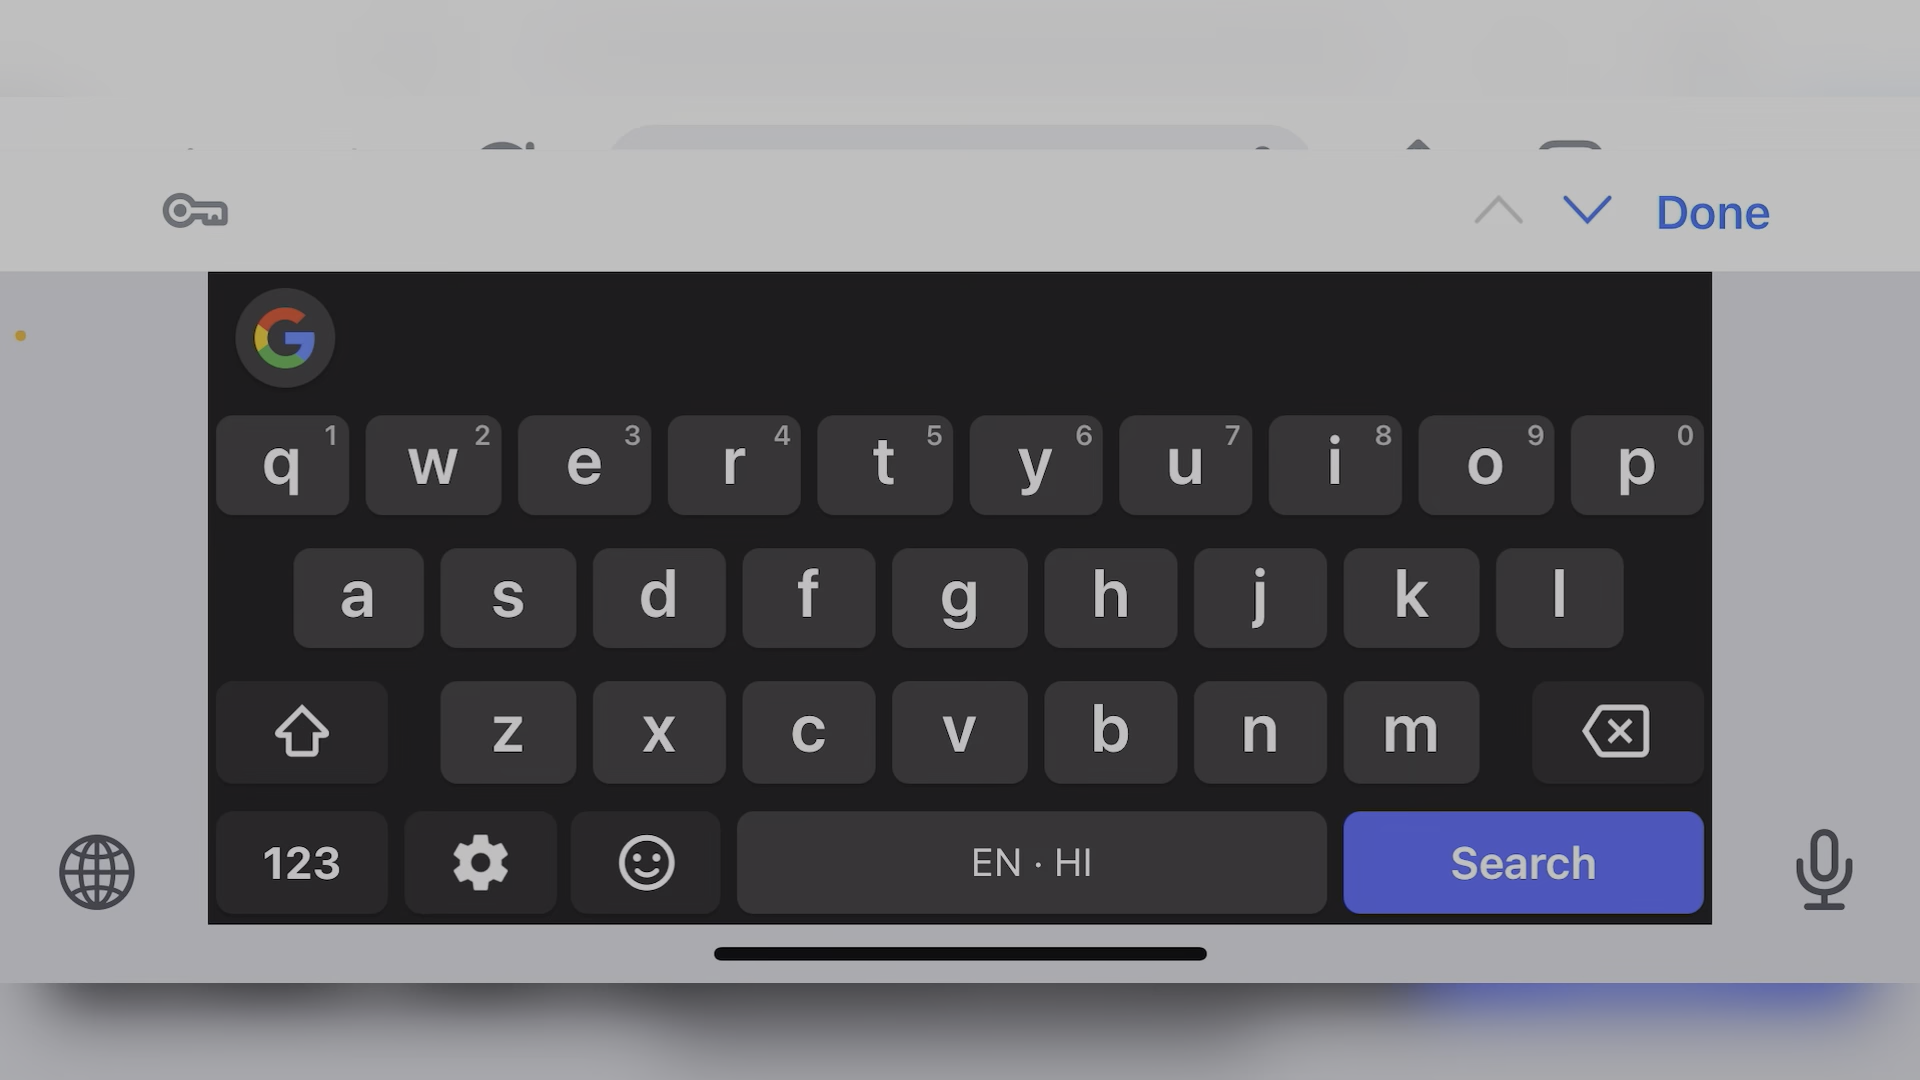 Done
q 1 w 2 e 3 r 4 t 5 y 6 u 7 i 8 o 9 p 0
a s d f g h j k l
z x c v b n m
123 EN · HI Search